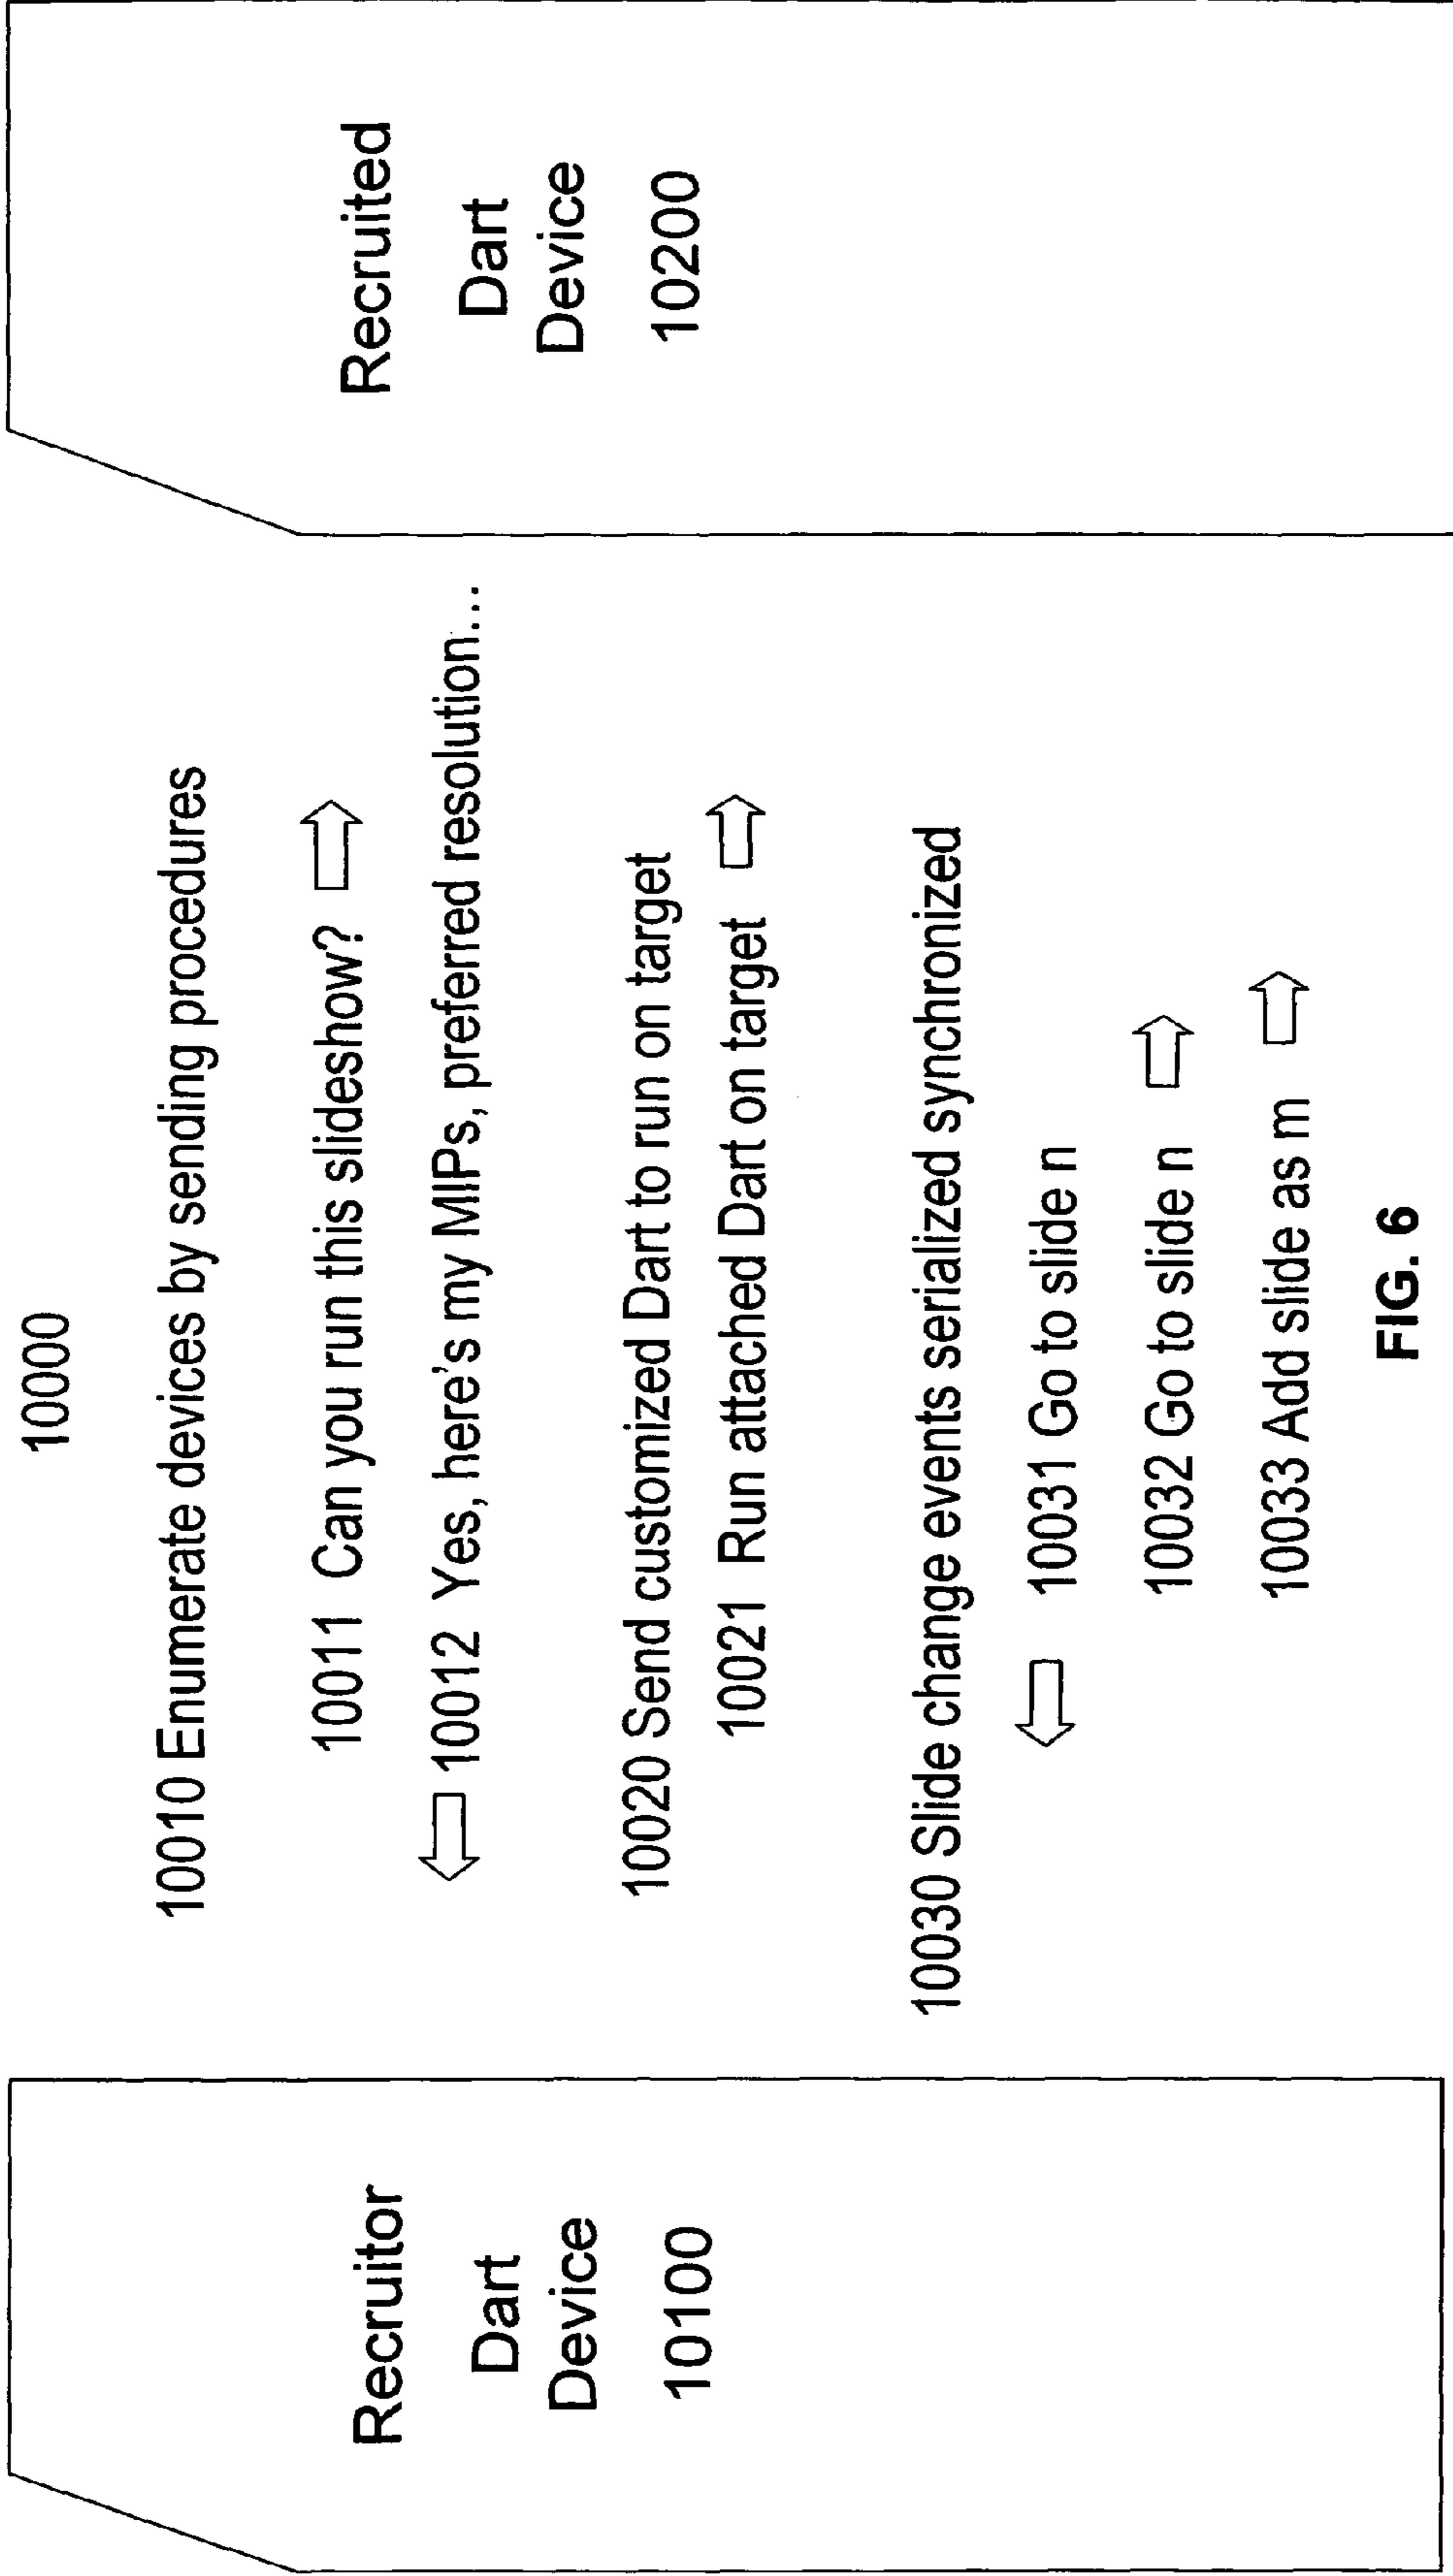 10000
Recruitor
Dart
Device
10100
10010 Enumerate devices by sending procedures
10011 Can you run this slideshow?
10012 Yes, here's my MIPs, preferred resolution...
10020 Send customized Dart to run on target
10021 Run attached Dart on target
10030 Slide change events serialized synchronized
10031 Go to slide n
10032 Go to slide n
10033 Add slide as m
Recruited
Dart
Device
10200
FIG. 6